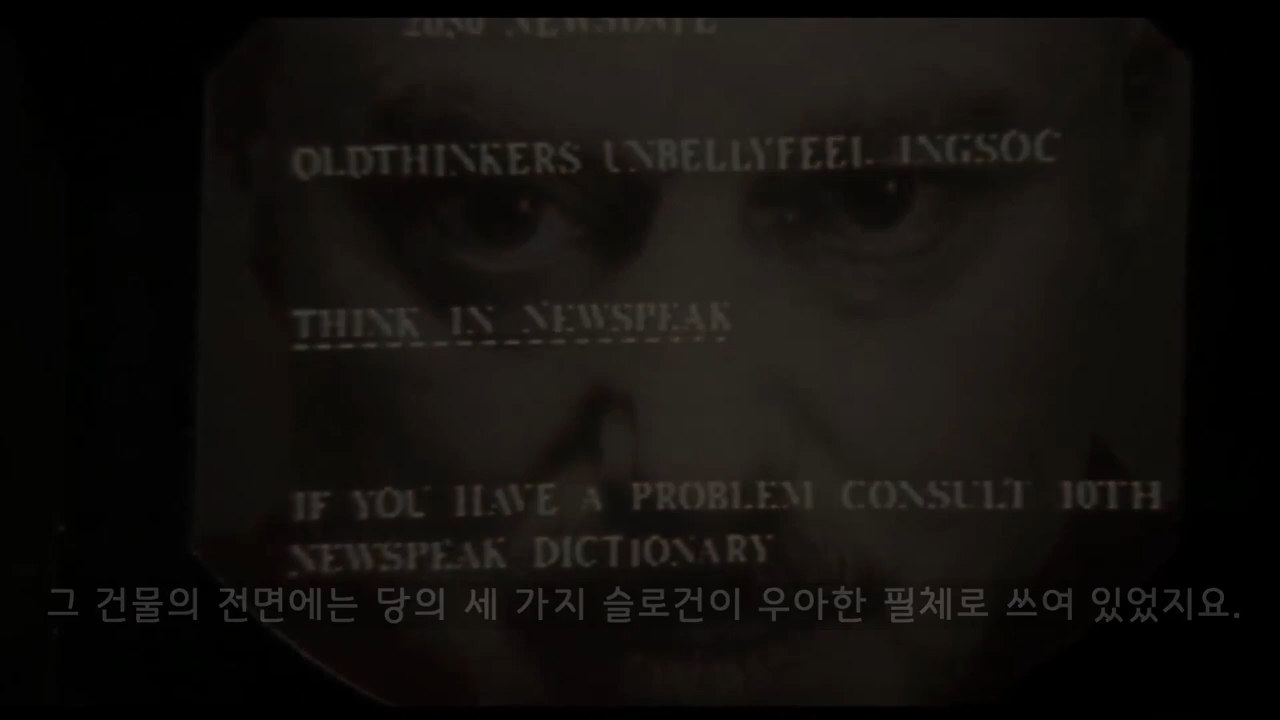 OLDTHINKERS UNBELLYFEEL INGSOC
THINK IN NEWSPEAK
IF YOU HAVE A PROBLEM CONSULT 10TH
NEWSPEAK DICTIONARY
그 건물의 전면에는 당의 세 가지 슬로건이 우아한 필체로 쓰여 있었지요.